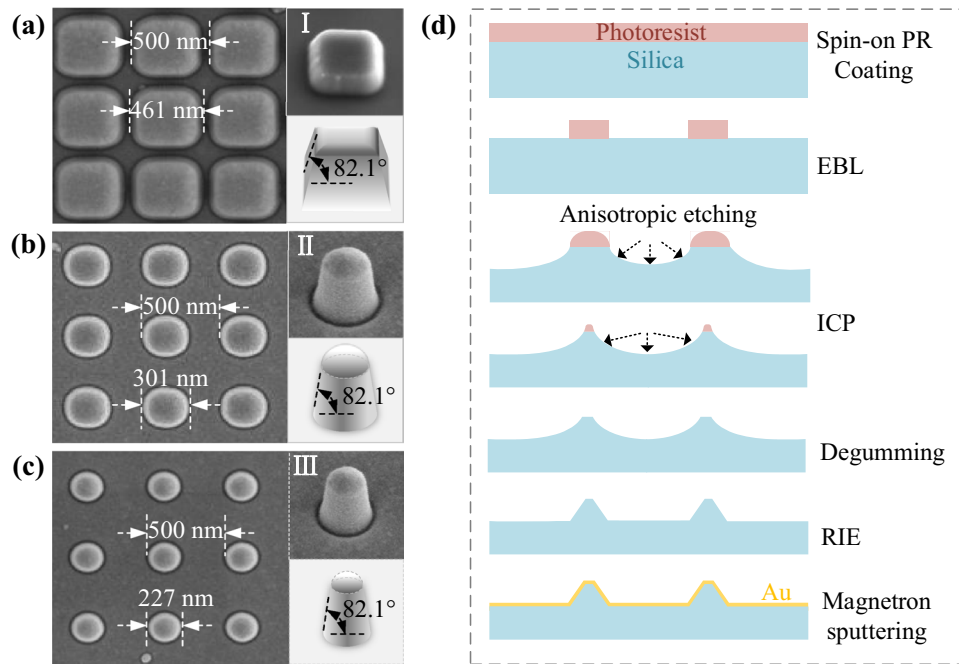 (a)
500 nm
461 nm
I
82.1°
(b)
500 nm
301 nm
II
82.1°
(c)
500 nm
227 nm
III
82.1°
(d)
Photoresist
Silica
Spin-on PR
Coating
EBL
Anisotropic etching
ICP
Degumming
RIE
Au
Magnetron
sputtering